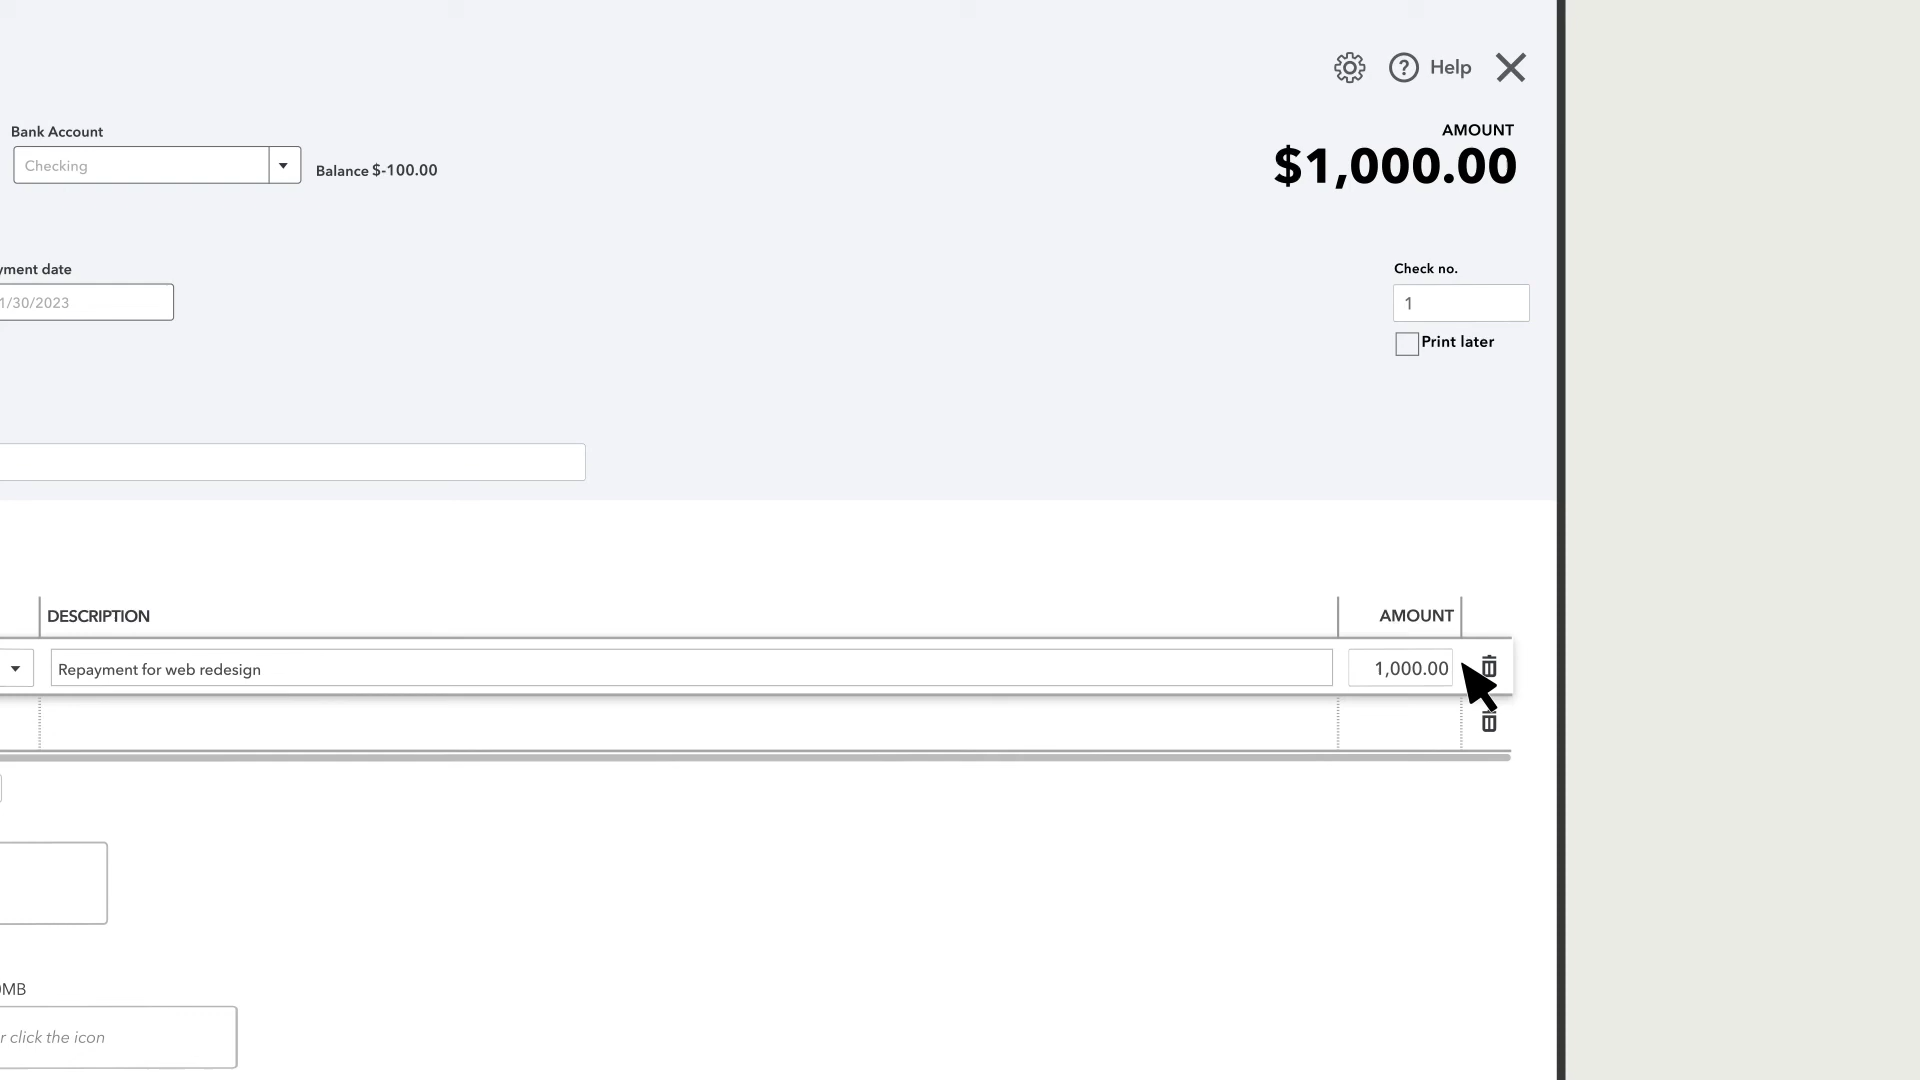 Help
Bank Account
AMOUNT
Checking
Balance $-100.00
$1,000.00
yment date
Check no.
1/30/2023
1
Print later
DESCRIPTION
AMOUNT
Repayment for web redesign
1,000.00
MB
r click the icon